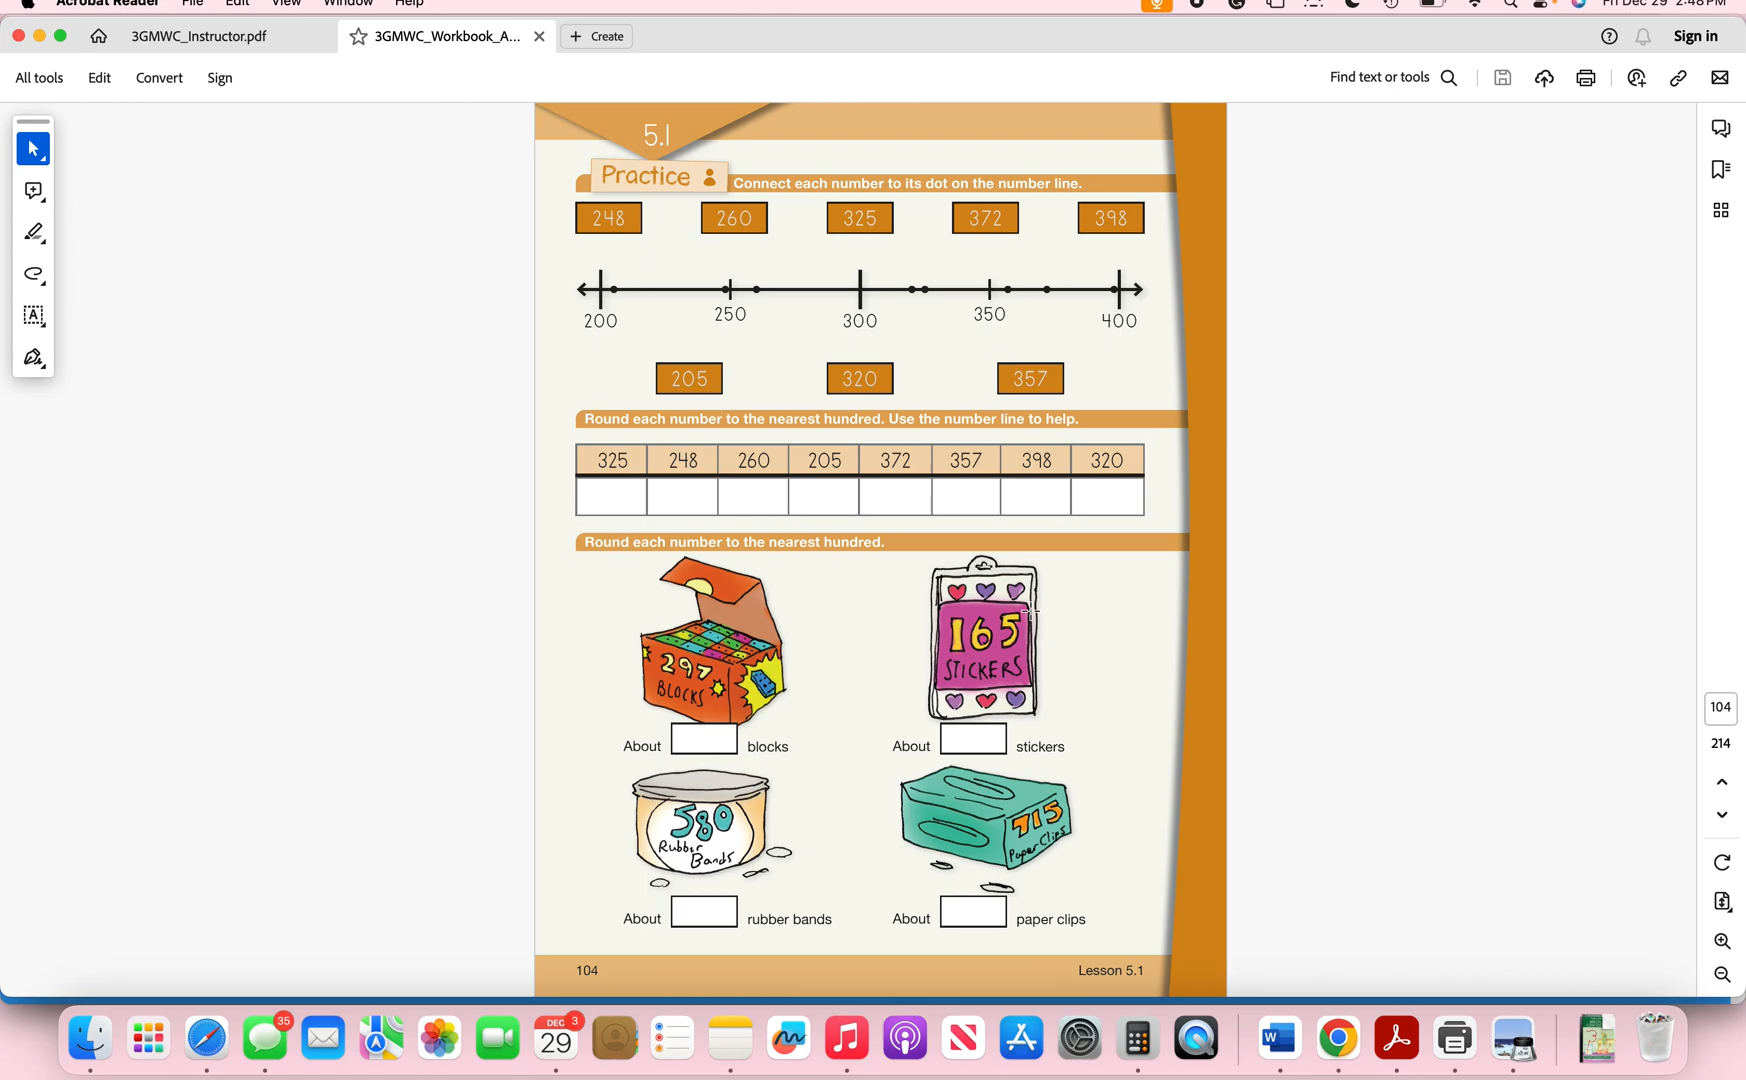 Acrobat Reader File Edit View Window Help Fri Dec 29 2:48 PM
3GMWC_Instructor.pdf 3GMWC_Workbook_A... + Create Sign in
All tools Edit Convert Sign Find text or tools
5.1
Practice Connect each number to its dot on the number line.
248 260 325 372 398
200 250 300 350 400
205 320 357
Round each number to the nearest hundred. Use the number line to help.
325 248 260 205 372 357 398 320
Round each number to the nearest hundred.
297
BLOCKS
165
STICKERS
About blocks
About stickers
580
Rubber
Bands
715
Paper Clips
About rubber bands
About paper clips
104 Lesson 5.1
104
214
35
DEC 3
29